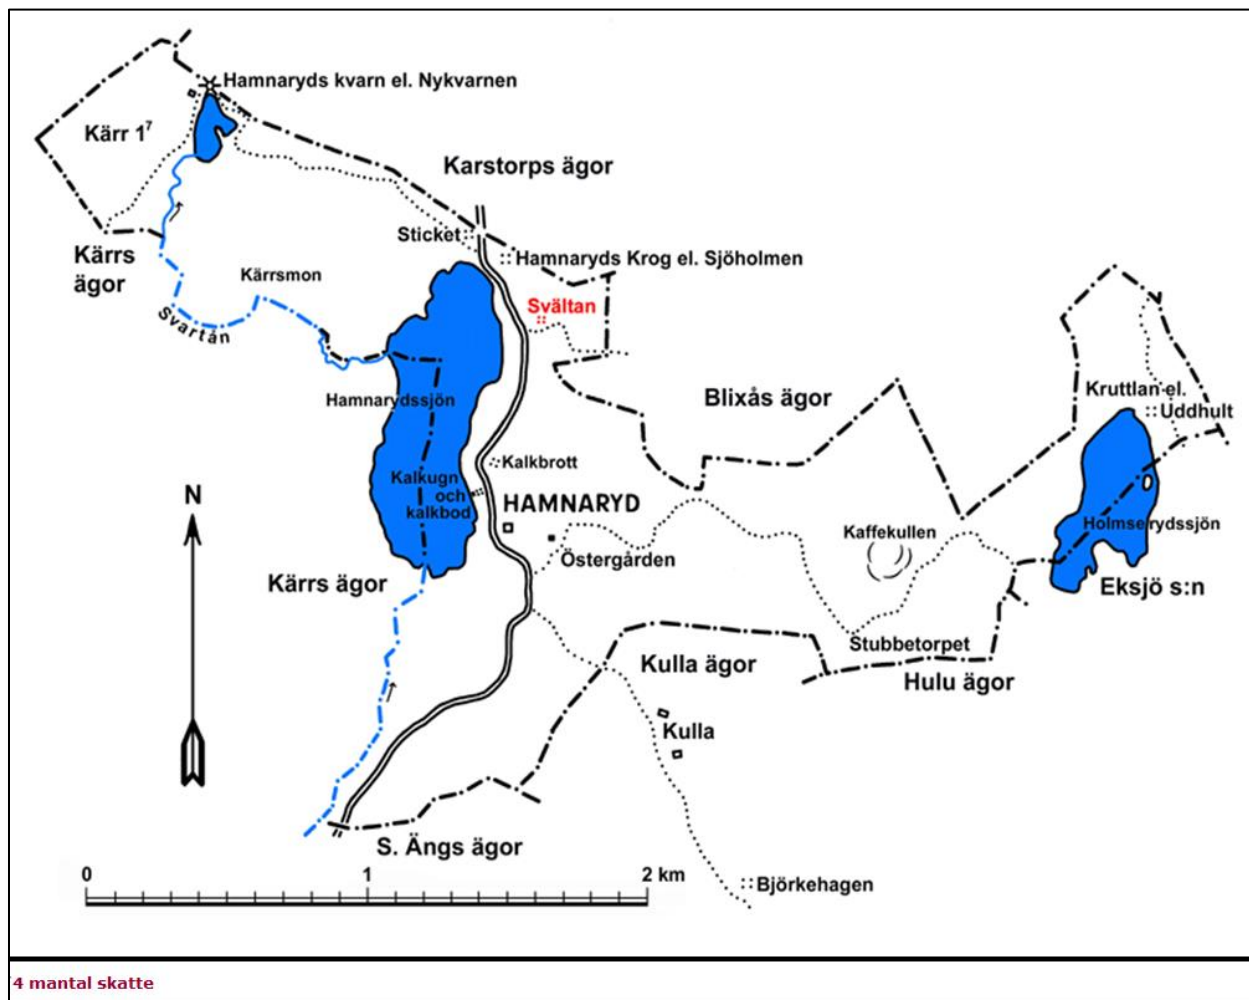 Hamnaryds kvarn el. Nykvarnen
Kärr 1⁷
Karstorps ägor
Sticket
Hamnaryds Krog el. Sjöholmen
Kärrs
ägor
Kärrsmon
Svältan
Svartån
Hamnarydssjön
Blixås ägor
Kruttlan el.
Uddhult
Kalkbrott
Kalkugn
och
kalkbod
N
HAMNARYD
Östergården
Kaffekullen
Holmserydssjön
Kärrs ägor
Eksjö s:n
Stubbetorpet
Kulla ägor
Hulu ägor
Kulla
S. Ängs ägor
0 1 2 km
Björkehagen
4 mantal skatte